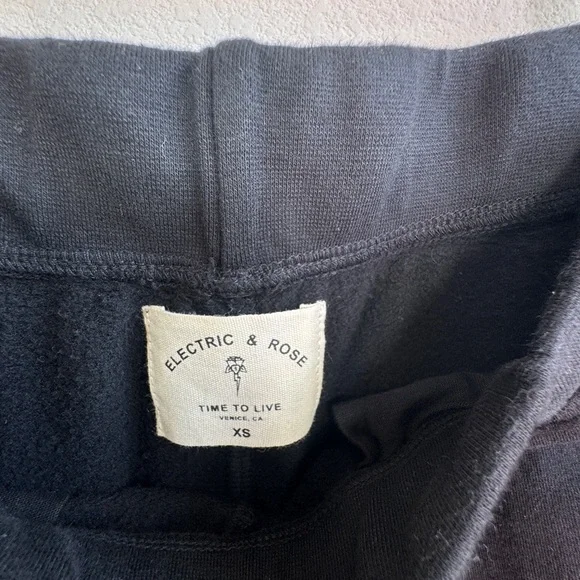 ELECTRIC & ROSE
TIME TO LIVE
VENICE, CA
XS